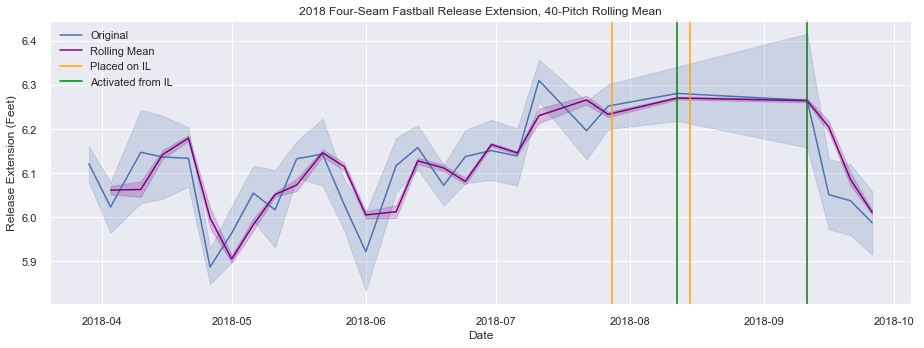 2018 Four-Seam Fastball Release Extension, 40-Pitch Rolling Mean
Original
Rolling Mean
Placed on IL
Activated from IL
Release Extension (Feet)
6.4
6.3
6.2
6.1
6.0
5.9
2018-04 2018-05 2018-06 2018-07 2018-08 2018-09 2018-10
Date